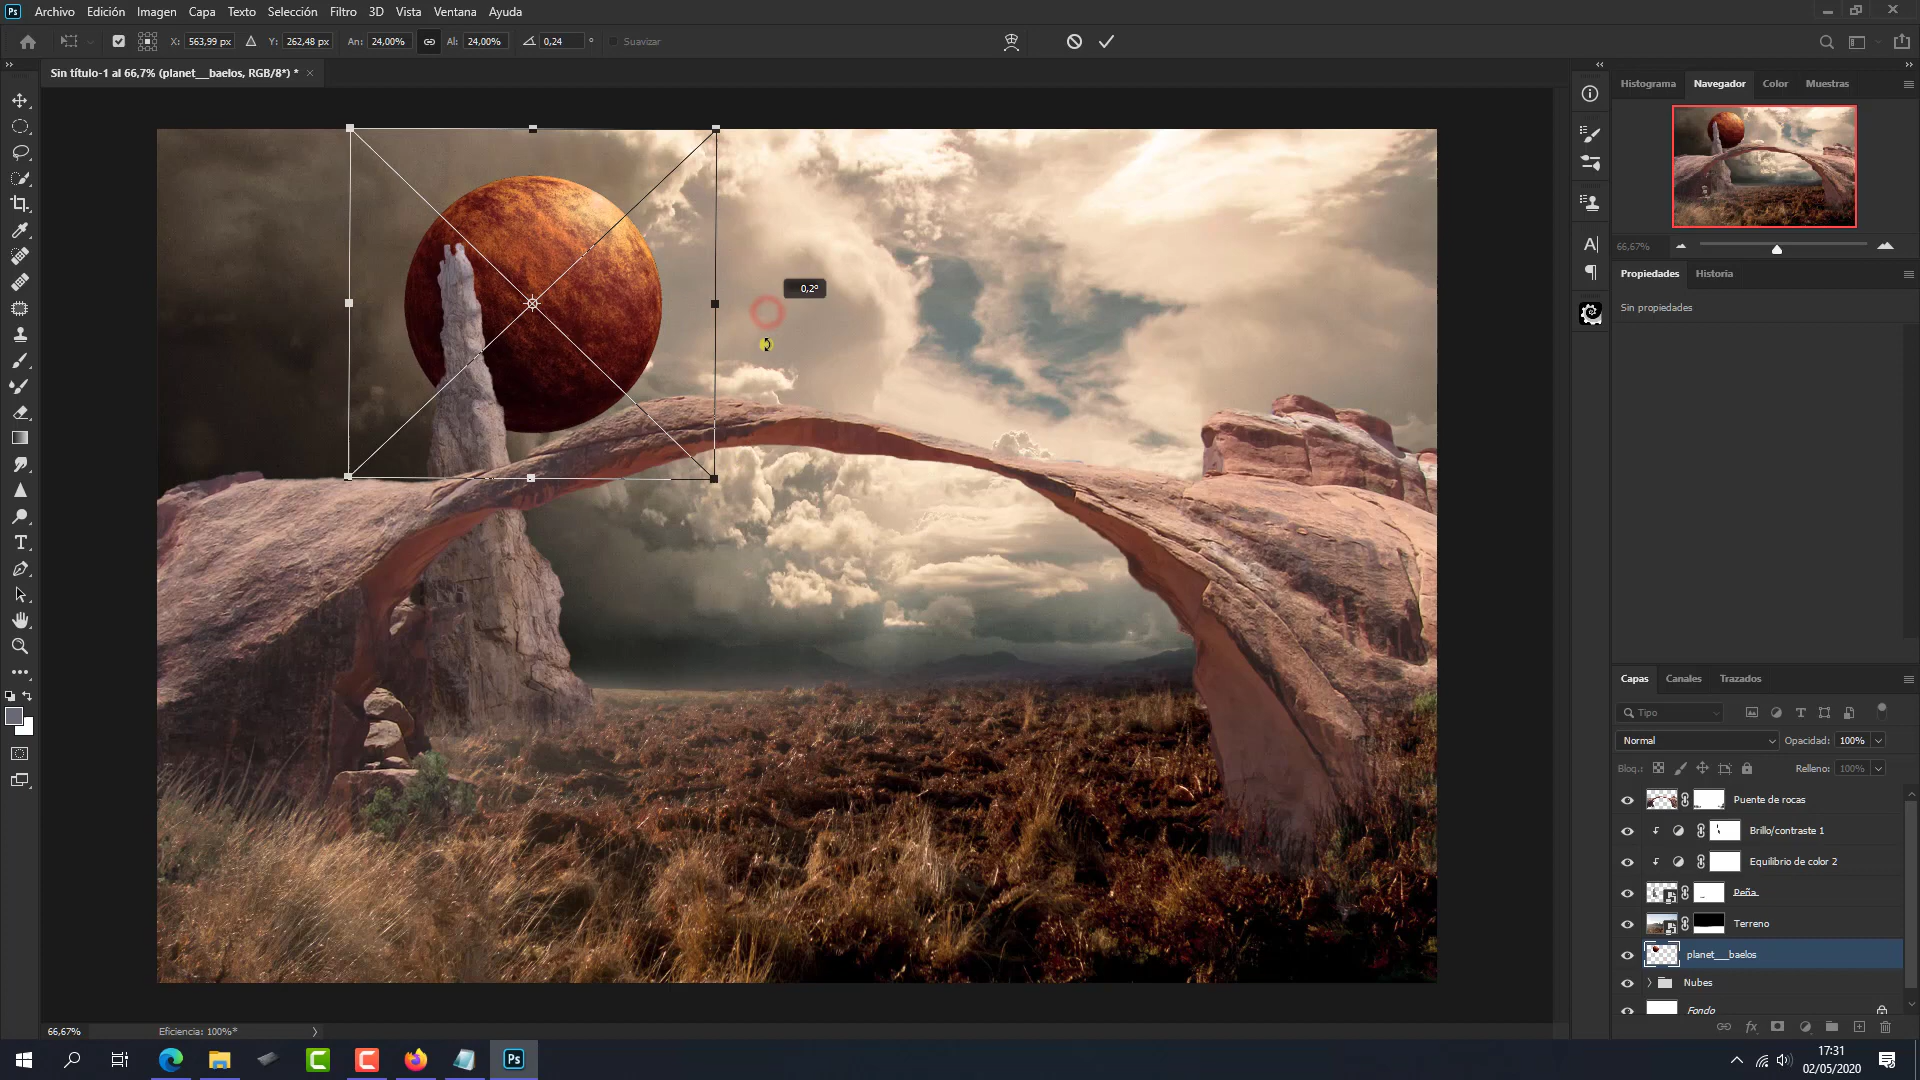 Ps Archivo Edición Imagen Capa Texto Selección Filtro 3D Vista Ventana Ayuda
X: 563,99 px Y: 262,48 px An: 24,00% Al: 24,00% 0,24 ° Suavizar
Sin título-1 al 66,7% (planet__baelos, RGB/8*) * ×
Histograma Navegador Color Muestras
66,67%
Propiedades Historia
Sin propiedades
0,2°
Capas Canales Trazados
Tipo
Normal Opacidad: 100%
Bloq.: Relleno: 100%
Puente de rocas
Brillo/contraste 1
Equilibrio de color 2
Peña
Terreno
planet__baelos
Nubes
Fondo
66,67% Eficiencia: 100%*
Ps
17:31
02/05/2020